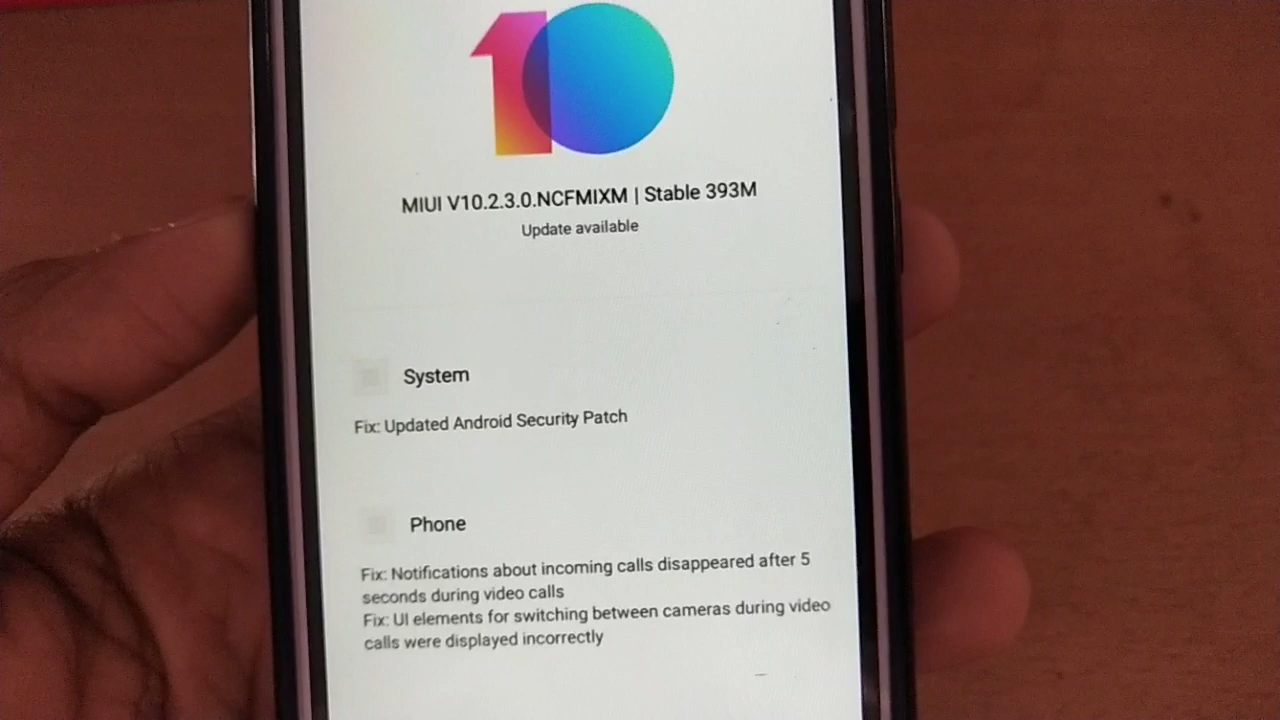 10
MIUI V10.2.3.0.NCFMIXM | Stable 393M
Update available
System
Fix: Updated Android Security Patch
Phone
Fix: Notifications about incoming calls disappeared after 5
seconds during video calls
Fix: UI elements for switching between cameras during video
calls were displayed incorrectly